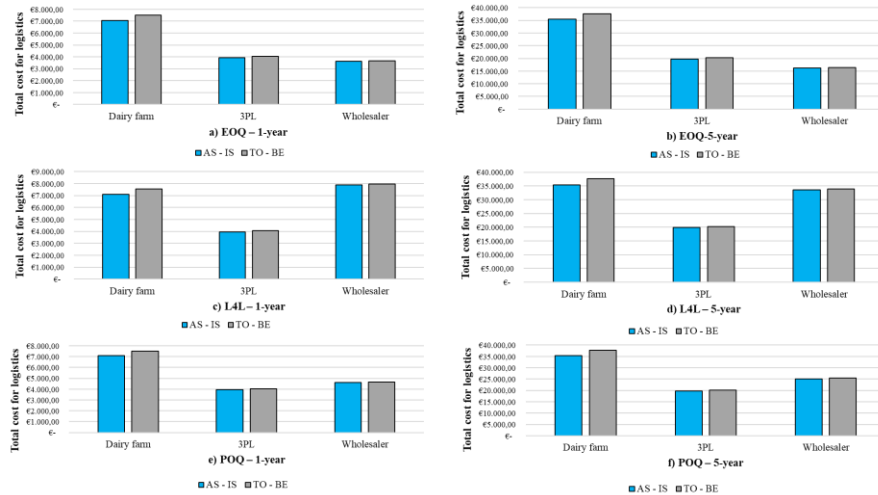 Total cost for logistics
€8.000,00
€7.000,00
€6.000,00
€5.000,00
€4.000,00
€3.000,00
€2.000,00
€1.000,00
€-
Dairy farm 3PL Wholesaler
a) EOQ – 1-year
AS - IS TO - BE
Total cost for logistics
€40.000,00
€35.000,00
€30.000,00
€25.000,00
€20.000,00
€15.000,00
€10.000,00
€5.000,00
€-
Dairy farm 3PL Wholesaler
b) EOQ-5-year
AS - IS TO - BE
Total cost for logistics
€9.000,00
€8.000,00
€7.000,00
€6.000,00
€5.000,00
€4.000,00
€3.000,00
€2.000,00
€1.000,00
€-
Dairy farm 3PL Wholesaler
c) L4L – 1-year
AS - IS TO - BE
Total cost for logistics
€40.000,00
€35.000,00
€30.000,00
€25.000,00
€20.000,00
€15.000,00
€10.000,00
€5.000,00
€-
Dairy farm 3PL Wholesaler
d) L4L – 5-year
AS - IS TO - BE
Total cost for logistics
€8.000,00
€7.000,00
€6.000,00
€5.000,00
€4.000,00
€3.000,00
€2.000,00
€1.000,00
€-
Dairy farm 3PL Wholesaler
e) POQ – 1-year
AS - IS TO - BE
Total cost for logistics
€40.000,00
€35.000,00
€30.000,00
€25.000,00
€20.000,00
€15.000,00
€10.000,00
€5.000,00
€-
Dairy farm 3PL Wholesaler
f) POQ – 5-year
AS - IS TO - BE